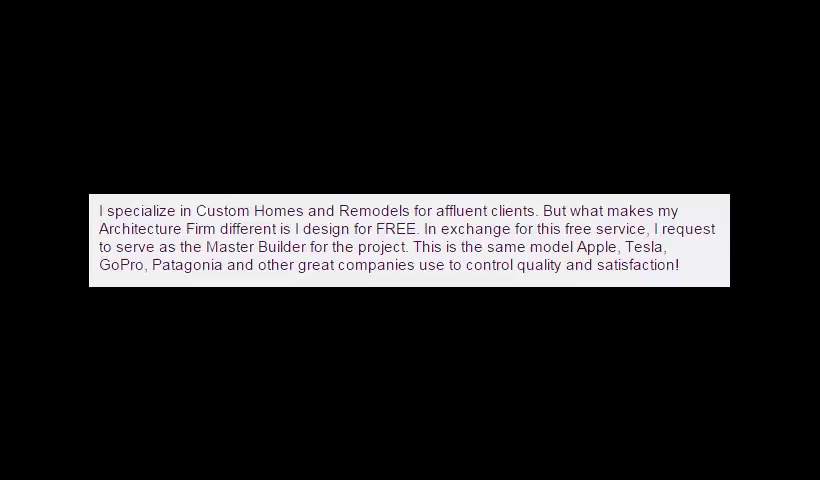 I specialize in Custom Homes and Remodels for affluent clients. But what makes my
Architecture Firm different is I design for FREE. In exchange for this free service, I request
to serve as the Master Builder for the project. This is the same model Apple, Tesla,
GoPro, Patagonia and other great companies use to control quality and satisfaction!